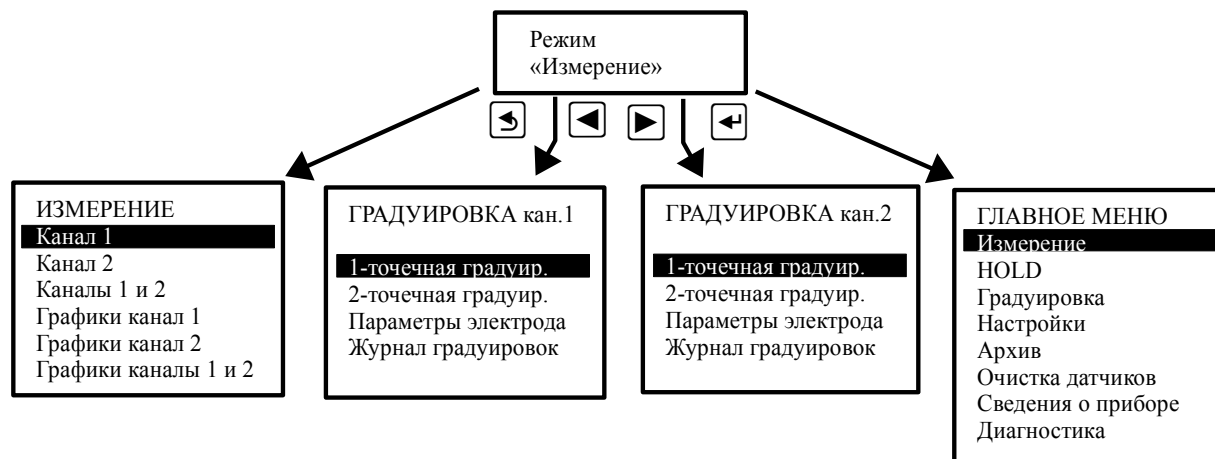 Режим
«Измерение»
ИЗМЕРЕНИЕ
Канал 1
Канал 2
Каналы 1 и 2
Графики канал 1
Графики канал 2
Графики каналы 1 и 2
ГРАДУИРОВКА кан.1
1-точечная градуир.
2-точечная градуир.
Параметры электрода
Журнал градуировок
ГРАДУИРОВКА кан.2
1-точечная градуир.
2-точечная градуир.
Параметры электрода
Журнал градуировок
ГЛАВНОЕ МЕНЮ
Измерение
HOLD
Градуировка
Настройки
Архив
Очистка датчиков
Сведения о приборе
Диагностика